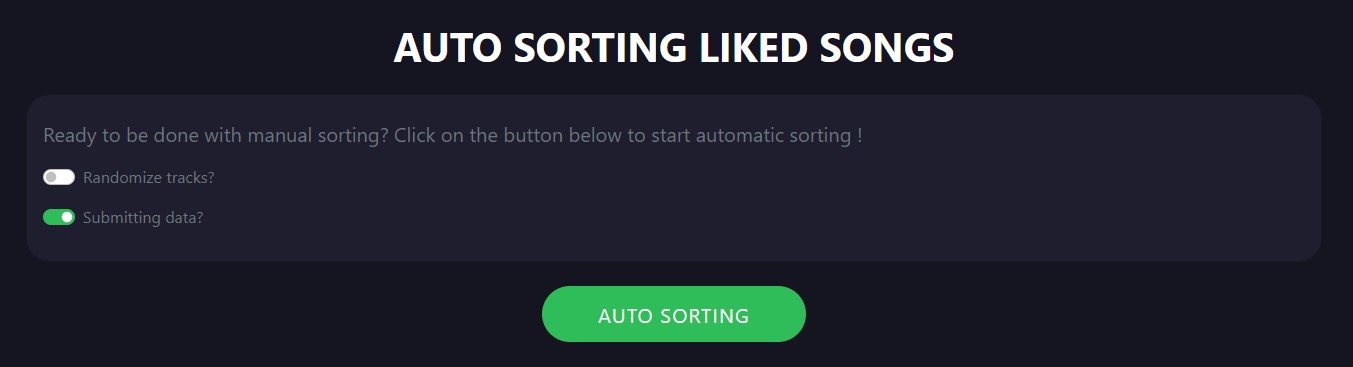 AUTO SORTING LIKED SONGS
Ready to be done with manual sorting? Click on the button below to start automatic sorting !
Randomize tracks?
Submitting data?
AUTO SORTING